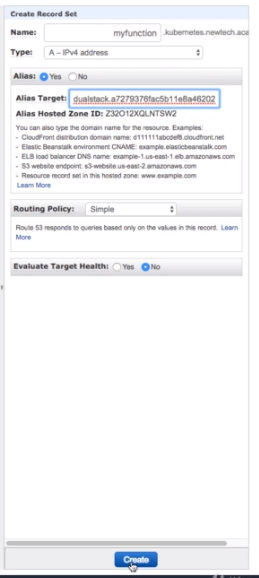 Create Record Set
Name: myfunction .kubernetes.newtech.aca
Type: A – IPv4 address
Alias: Yes No
Alias Target: dualstack.a7279376fac5b11e8a46202
Alias Hosted Zone ID: Z32O12XQLNTSW2
You can also type the domain name for the resource. Examples:
- CloudFront distribution domain name: d111111abcdef8.cloudfront.net
- Elastic Beanstalk environment CNAME: example.elasticbeanstalk.com
- ELB load balancer DNS name: example-1.us-east-1.elb.amazonaws.com
- S3 website endpoint: s3-website.us-east-2.amazonaws.com
- Resource record set in this hosted zone: www.example.com
Learn More
Routing Policy: Simple
Route 53 responds to queries based only on the values in this record. Learn
More
Evaluate Target Health: Yes No
Create